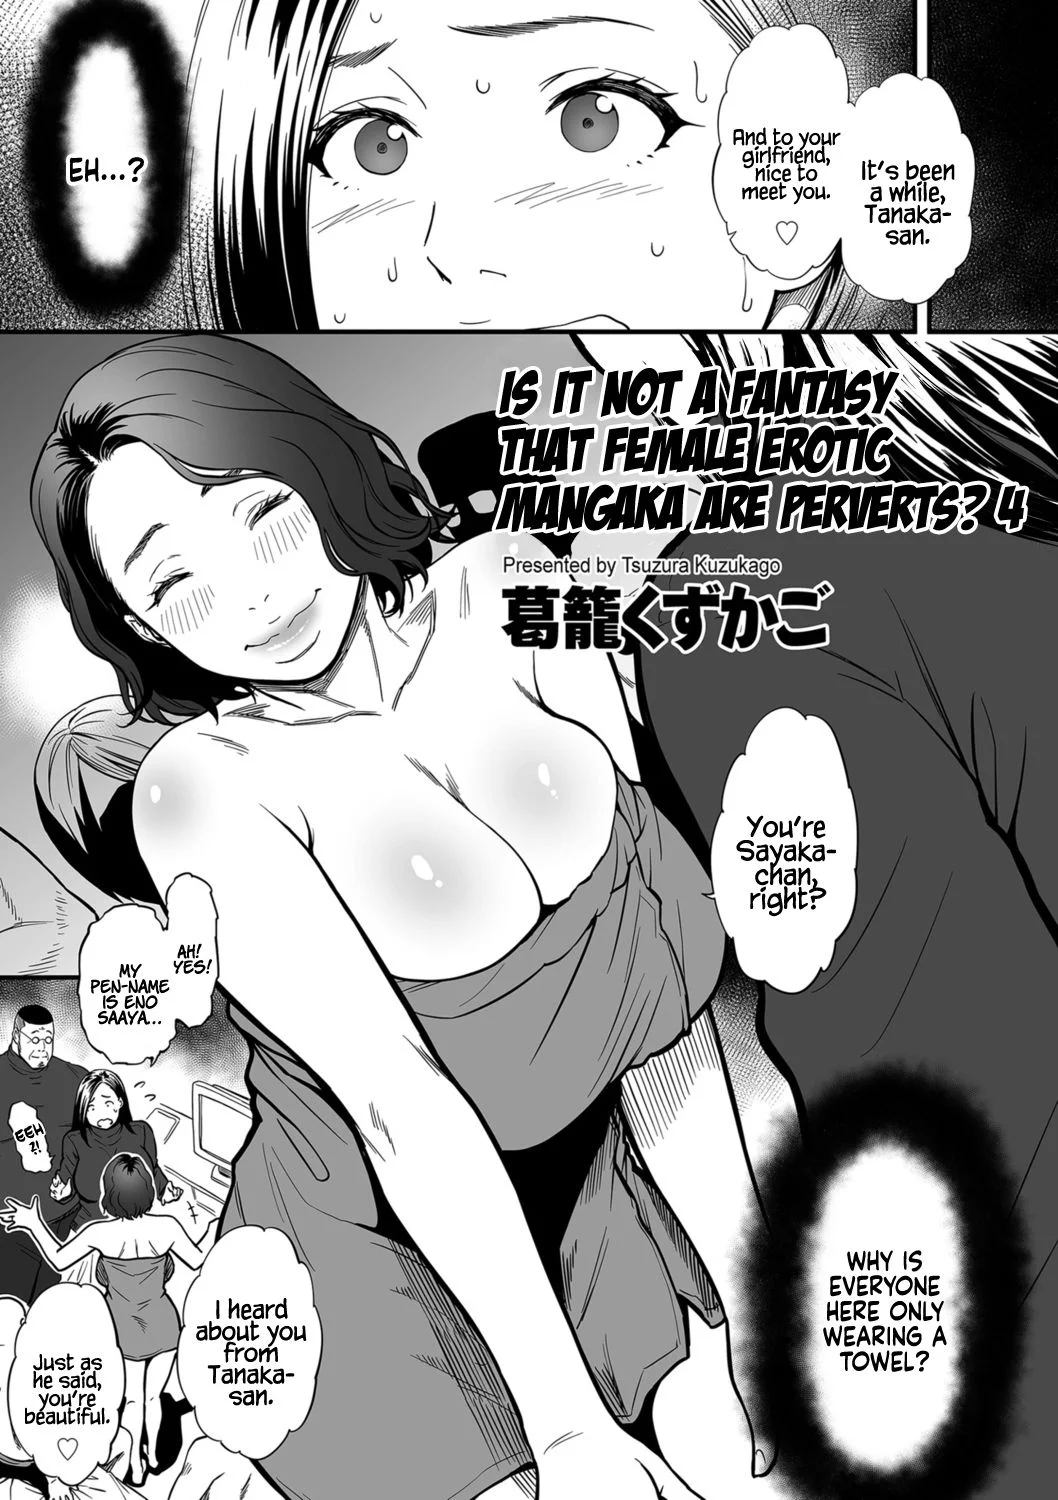 It's been
a while,
Tanaka-
san.
And to your
girlfriend,
nice to
meet you.
♡
EH...?
IS IT NOT A FANTASY
THAT FEMALE EROTIC
MANGAKA ARE PERVERTS? 4
Presented by Tsuzura Kuzukago
葛籠くずかご
You're
Sayaka-
chan,
right?
AH!
YES!
MY
PEN-NAME
IS ENO
SAAYA...
EEH
?!
WHY IS
EVERYONE
HERE ONLY
WEARING A
TOWEL?
I heard
about you
from
Tanaka-
san.
Just as
he said,
you're
beautiful.
♡